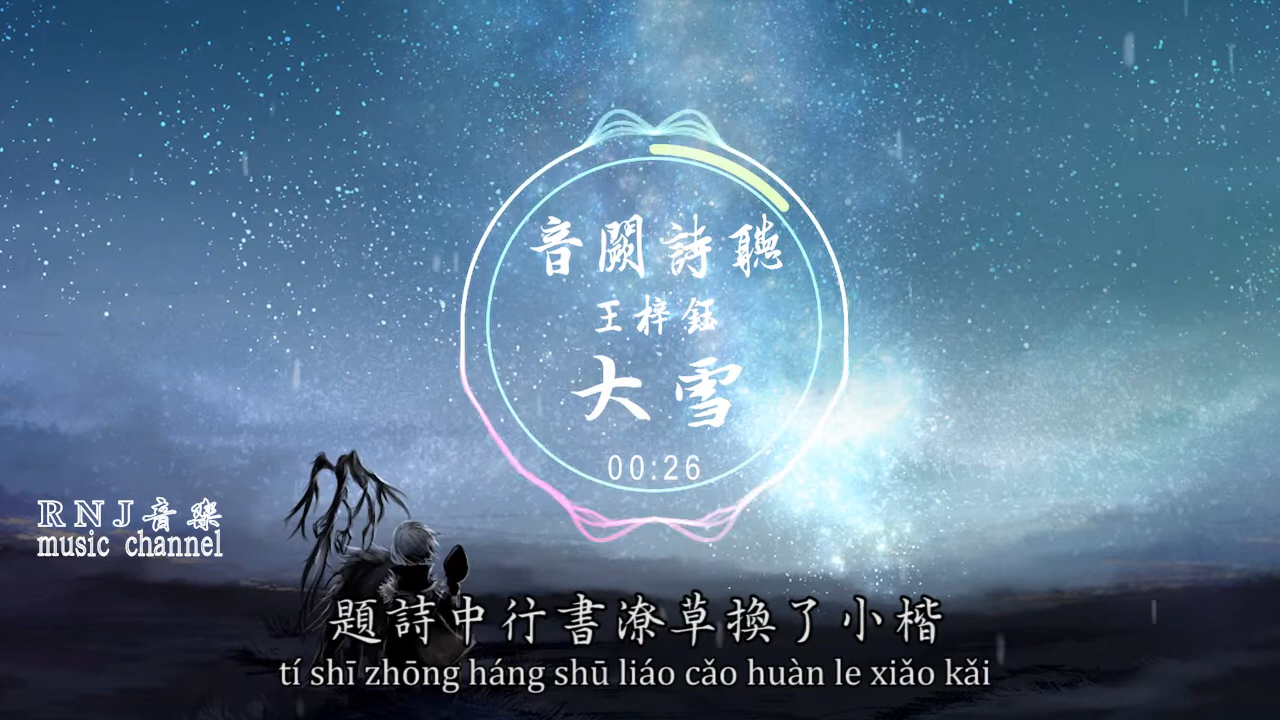 音闕詩聽
王梓鈺
大雪
00:26
RNJ音樂
music channel
題詩中行書潦草換了小楷
tí shī zhōng háng shū liáo cǎo huàn le xiǎo kǎi